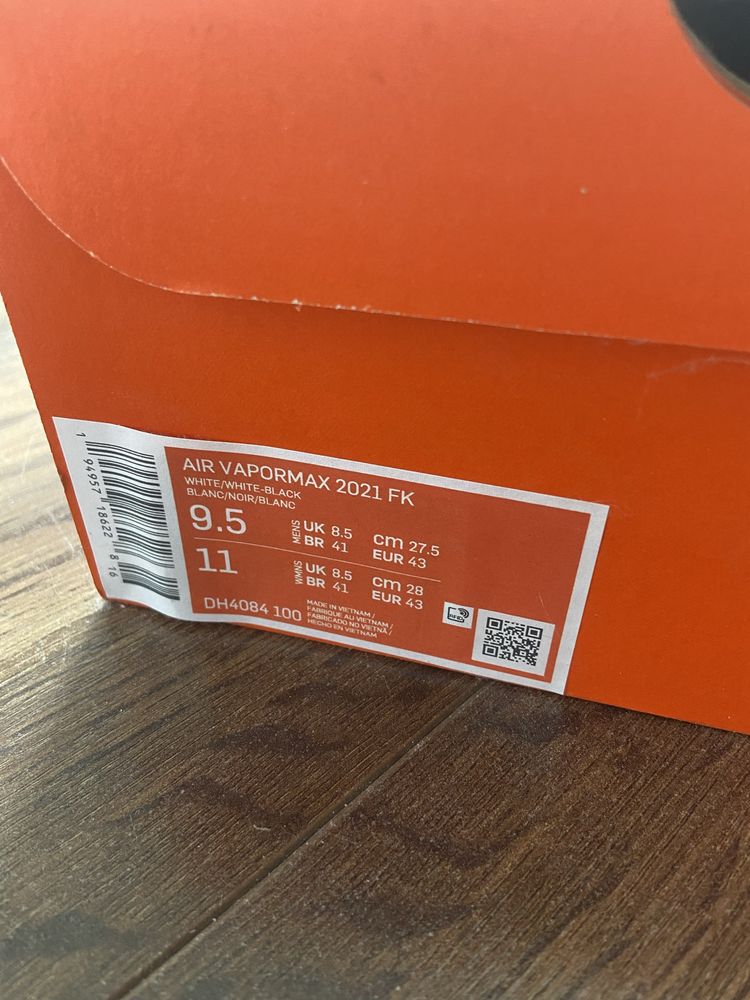 1 94957 18622 8 16
AIR VAPORMAX 2021 FK
WHITE/WHITE-BLACK
BLANC/NOIR/BLANC
9.5 MENS UK 8.5 cm 27.5
BR 41 EUR 43
11 WMNS UK 8.5 cm 28
BR 41 EUR 43
DH4084 100
MADE IN VIETNAM /
FABRIQUE AU VIETNAM /
FABRICADO NO VIETNÃ /
HECHO EN VIETNAM
RFID